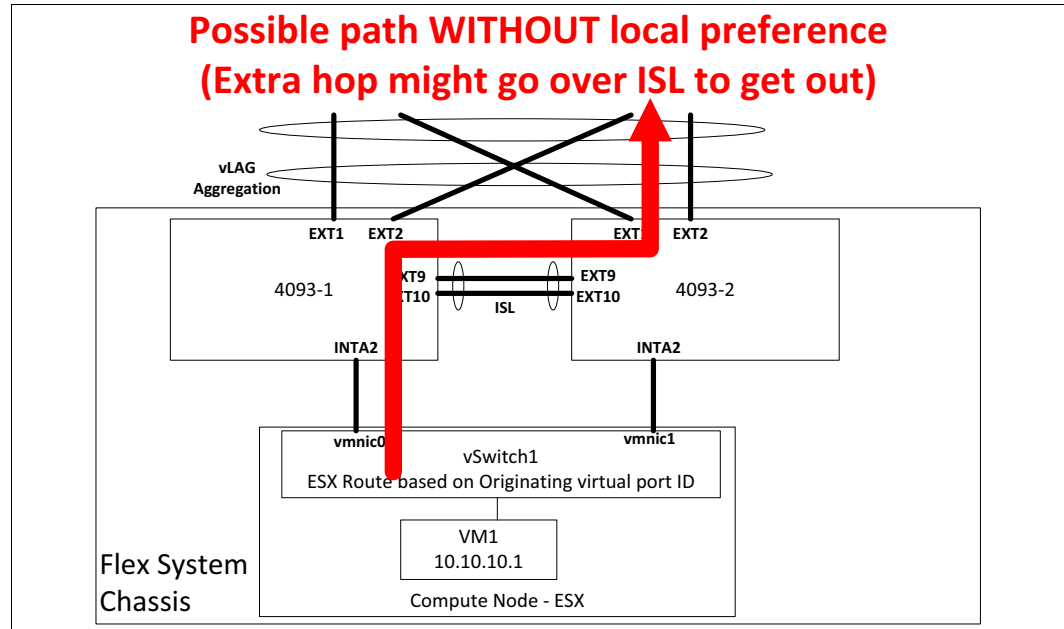 Possible path WITHOUT local preference
(Extra hop might go over ISL to get out)
vLAG
Aggregation
EXT1 EXT2
EXT2
4093-1
EXT9
EXT10
ISL
EXT9
EXT10
4093-2
INTA2
INTA2
vmnic0
vmnic1
vSwitch1
ESX Route based on Originating virtual port ID
VM1
10.10.10.1
Compute Node - ESX
Flex System
Chassis